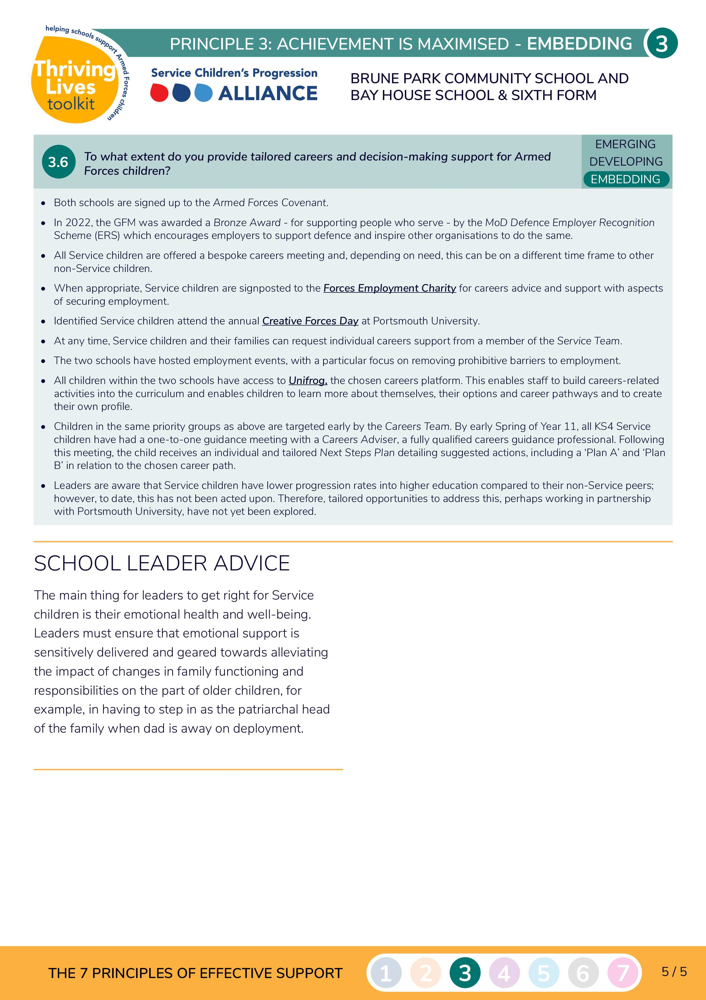 helping schools support Armed Forces children
PRINCIPLE 3: ACHIEVEMENT IS MAXIMISED - EMBEDDING
3
Thriving
Lives
toolkit
Service Children's Progression
ALLIANCE
BRUNE PARK COMMUNITY SCHOOL AND
BAY HOUSE SCHOOL & SIXTH FORM
3.6
To what extent do you provide tailored careers and decision-making support for Armed
Forces children?
EMERGING
DEVELOPING
EMBEDDING
• Both schools are signed up to the Armed Forces Covenant.
• In 2022, the GFM was awarded a Bronze Award - for supporting people who serve - by the MoD Defence Employer Recognition
Scheme (ERS) which encourages employers to support defence and inspire other organisations to do the same.
• All Service children are offered a bespoke careers meeting and, depending on need, this can be on a different time frame to other
non-Service children.
• When appropriate, Service children are signposted to the Forces Employment Charity for careers advice and support with aspects
of securing employment.
• Identified Service children attend the annual Creative Forces Day at Portsmouth University.
• At any time, Service children and their families can request individual careers support from a member of the Service Team.
• The two schools have hosted employment events, with a particular focus on removing prohibitive barriers to employment.
• All children within the two schools have access to Unifrog, the chosen careers platform. This enables staff to build careers-related
activities into the curriculum and enables children to learn more about themselves, their options and career pathways and to create
their own profile.
• Children in the same priority groups as above are targeted early by the Careers Team. By early Spring of Year 11, all KS4 Service
children have had a one-to-one guidance meeting with a Careers Adviser, a fully qualified careers guidance professional. Following
this meeting, the child receives an individual and tailored Next Steps Plan detailing suggested actions, including a ‘Plan A’ and ‘Plan
B’ in relation to the chosen career path.
• Leaders are aware that Service children have lower progression rates into higher education compared to their non-Service peers;
however, to date, this has not been acted upon. Therefore, tailored opportunities to address this, perhaps working in partnership
with Portsmouth University, have not yet been explored.
SCHOOL LEADER ADVICE
The main thing for leaders to get right for Service
children is their emotional health and well-being.
Leaders must ensure that emotional support is
sensitively delivered and geared towards alleviating
the impact of changes in family functioning and
responsibilities on the part of older children, for
example, in having to step in as the patriarchal head
of the family when dad is away on deployment.
THE 7 PRINCIPLES OF EFFECTIVE SUPPORT
1 2 3 4 5 6 7
5 / 5